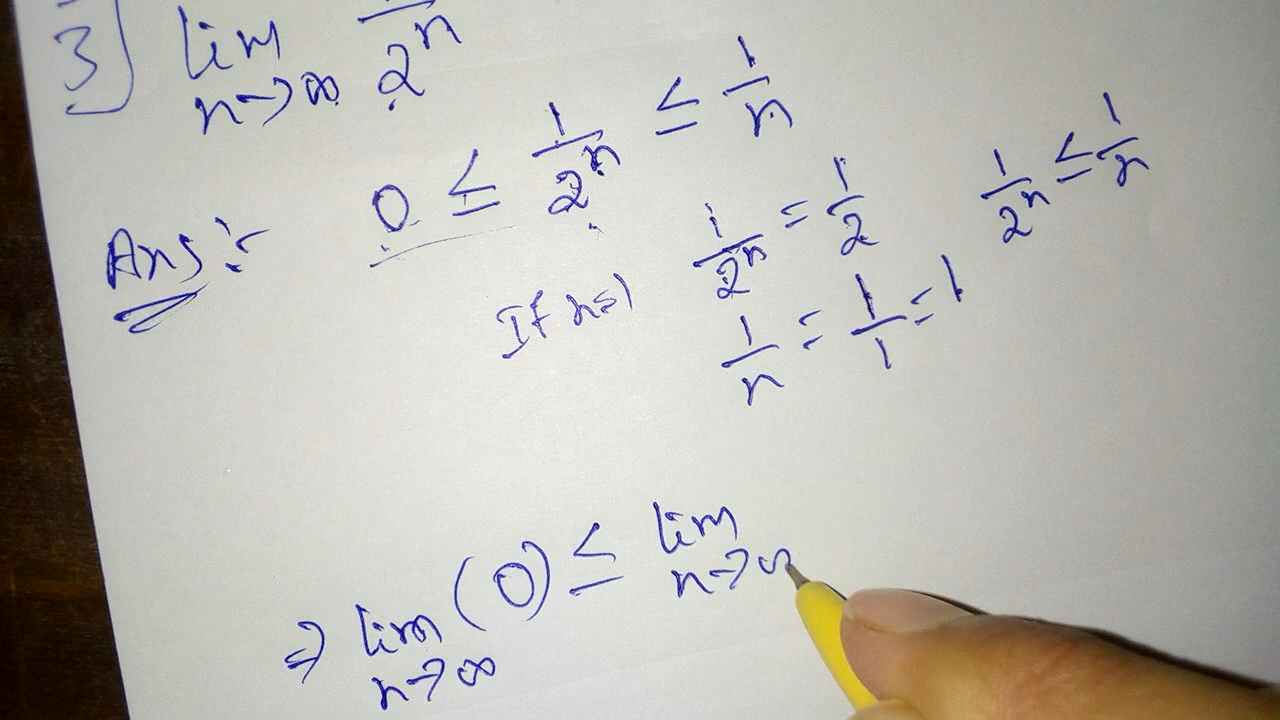 3] lim n→∞ 1/2^n
Ans:- 0 ≤ 1/2^n ≤ 1/n
If n=1 1/2^n = 1/2 1/2^n ≤ 1/n
1/n = 1/1 = 1
⇒ lim n→∞ (0) ≤ lim n→∞